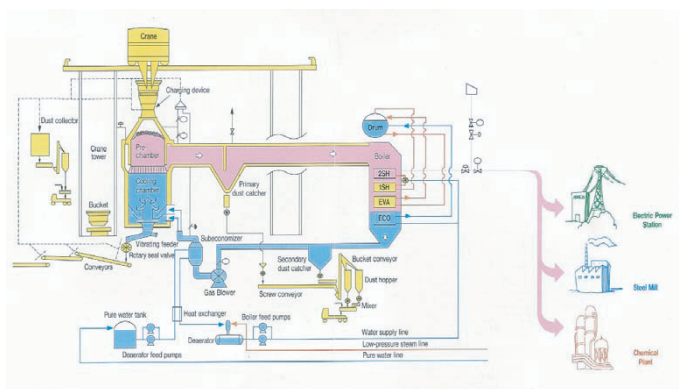 Crane
Charging device
Dust collector
Crane
tower
Pre-
chamber
Cooling
chamber
Bucket
Primary
dust catcher
Drum
Boiler
2SH
1SH
EVA
ECO
Vibrating feeder
Rotary seal valve
Conveyors
Subeconomizer
Gas Blower
Secondary
dust catcher
Bucket conveyor
Dust hopper
Screw conveyor
Mixer
Heat exchanger
Boiler feed pumps
Pure water tank
Deaerator
Deaerator feed pumps
Water supply line
Low-pressure steam line
Pure water line
Electric Power
Station
Steel Mill
Chemical
Plant